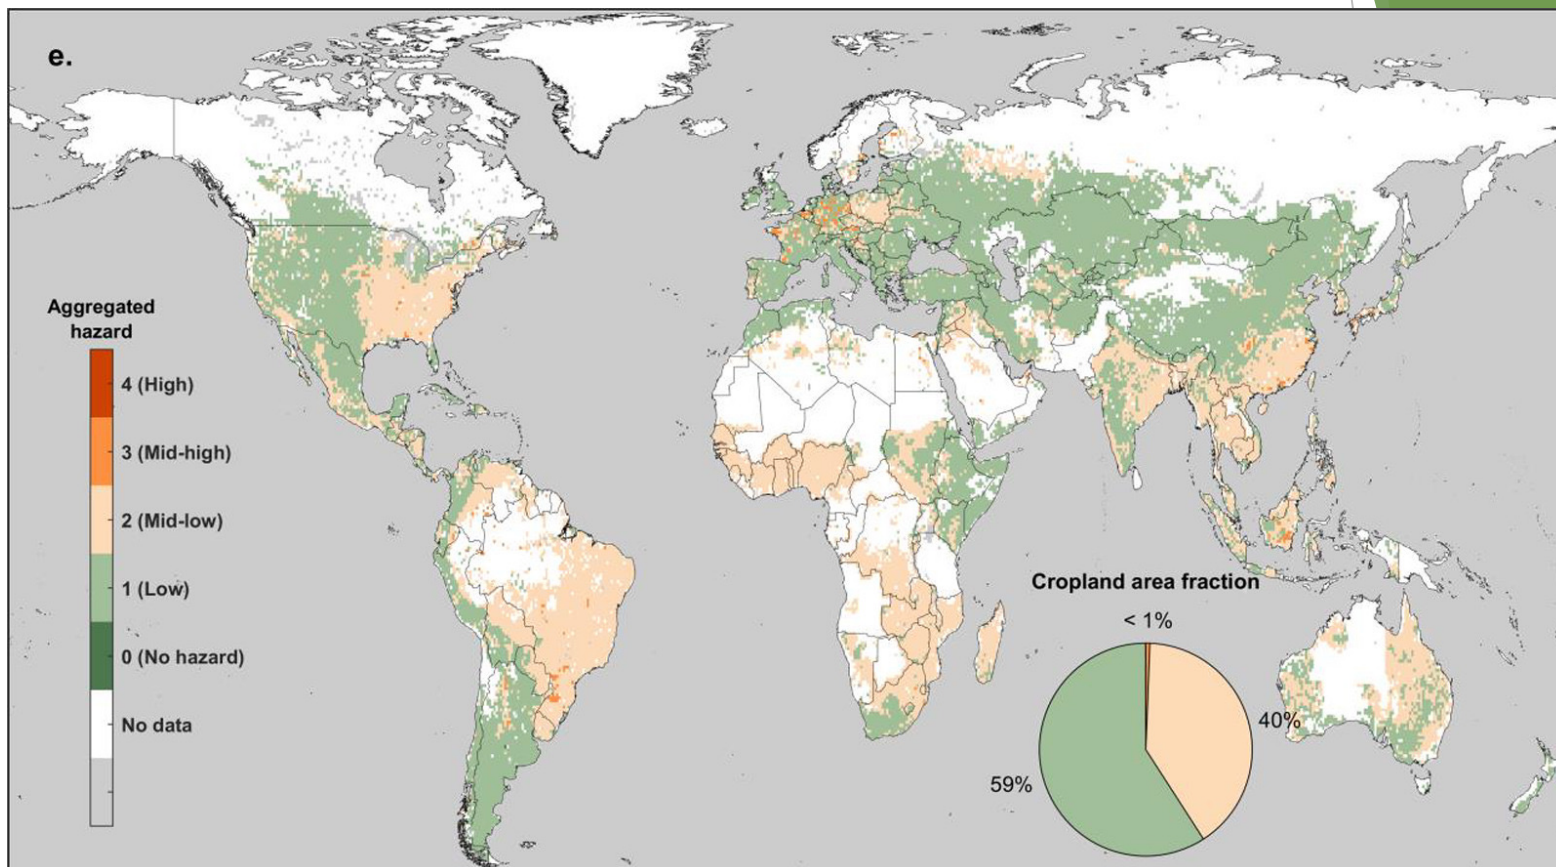 e.
Aggregated
hazard
4 (High)
3 (Mid-high)
2 (Mid-low)
1 (Low)
0 (No hazard)
No data
Cropland area fraction
< 1%
40%
59%